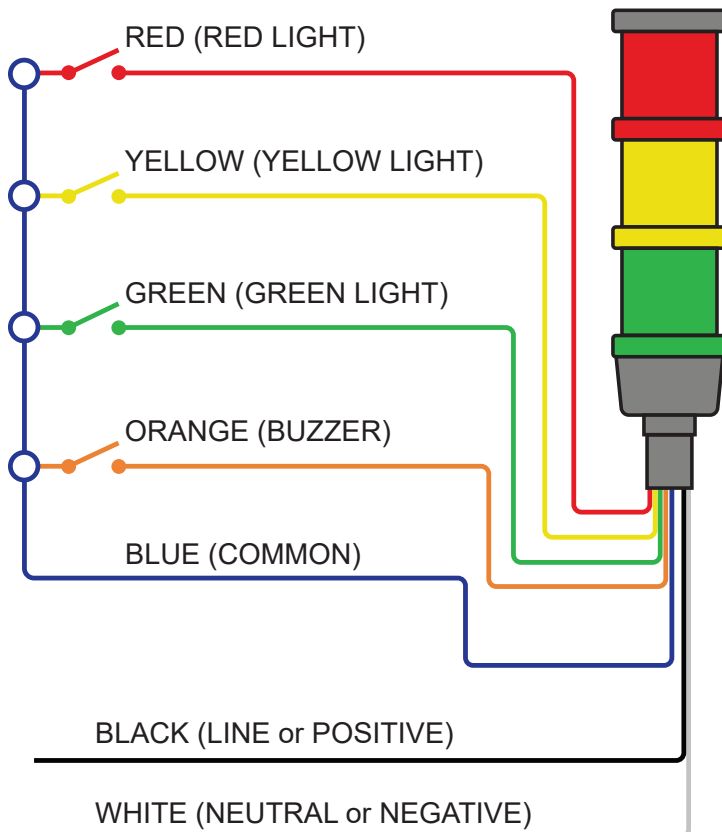 RED (RED LIGHT)
YELLOW (YELLOW LIGHT)
GREEN (GREEN LIGHT)
ORANGE (BUZZER)
BLUE (COMMON)
BLACK (LINE or POSITIVE)
WHITE (NEUTRAL or NEGATIVE)